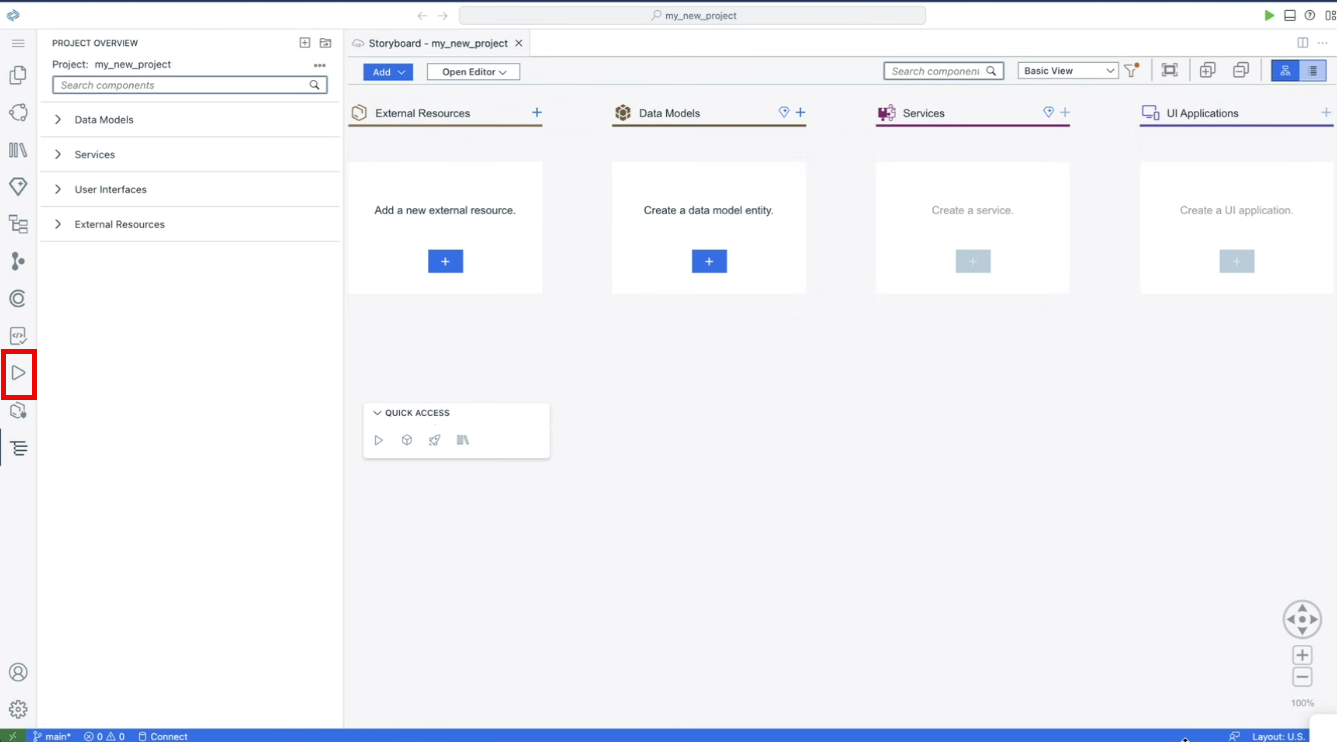 my_new_project
PROJECT OVERVIEW
Project: my_new_project
Search components
Data Models
Services
User Interfaces
External Resources
Storyboard - my_new_project
Add
Open Editor
Search component
Basic View
External Resources
Data Models
Services
UI Applications
Add a new external resource.
Create a data model entity.
Create a service.
Create a UI application.
QUICK ACCESS
100%
main*
0
0
Connect
Layout: U.S.